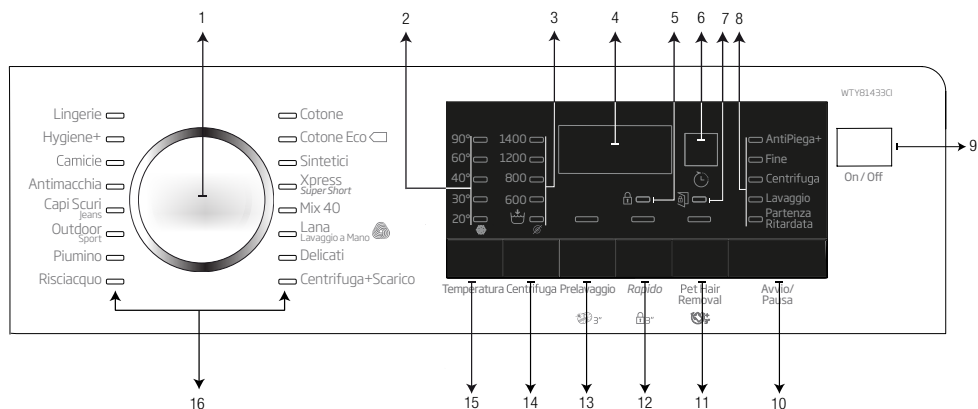 1
2
3
4
5
6
7
8
WTY81433CI
Lingerie
Hygiene+
Camicie
Antimacchia
Capi Scuri
Jeans
Outdoor
Sport
Piumino
Risciacquo
Cotone
Cotone Eco
Sintetici
Xpress
Super Short
Mix 40
Lana
Lavaggio a Mano
Delicati
Centrifuga+Scarico
90°
60°
40°
30°
20°
1400
1200
800
600
AntiPiega+
Fine
Centrifuga
Lavaggio
Partenza
Ritardata
On / Off
9
Temperatura
Centrifuga
Prelavaggio
3"
Rapido
3"
Pet Hair
Removal
Avvio/
Pausa
16
15
14
13
12
11
10